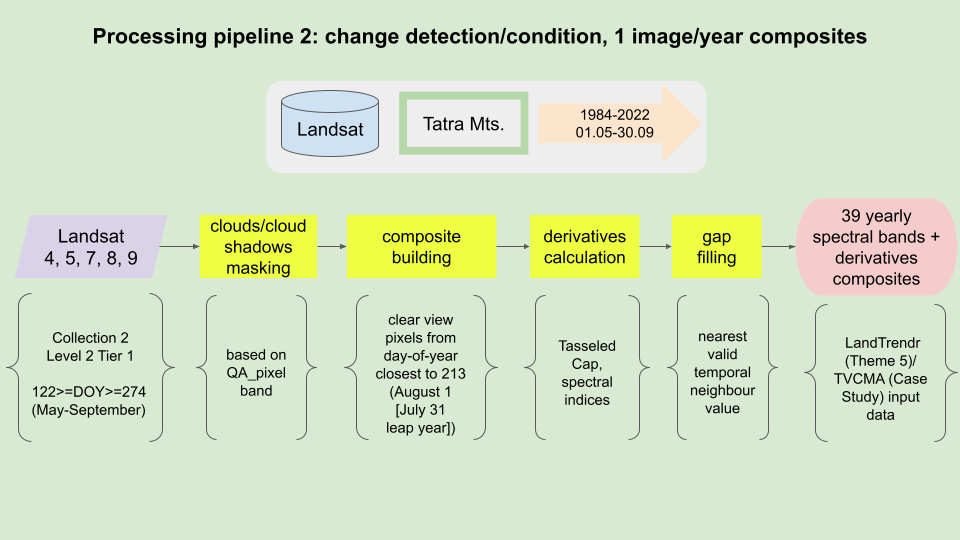 Processing pipeline 2: change detection/condition, 1 image/year composites
Landsat
Tatra Mts.
1984-2022
01.05-30.09
Landsat
4, 5, 7, 8, 9
clouds/cloud
shadows
masking
composite
building
derivatives
calculation
gap
filling
39 yearly
spectral bands +
derivatives
composites
Collection 2
Level 2 Tier 1
122>=DOY>=274
(May-September)
based on
QA_pixel
band
clear view
pixels from
day-of-year
closest to 213
(August 1
[July 31
leap year])
Tasseled
Cap,
spectral
indices
nearest
valid
temporal
neighbour
value
LandTrendr
(Theme 5)/
TVCMA (Case
Study) input
data